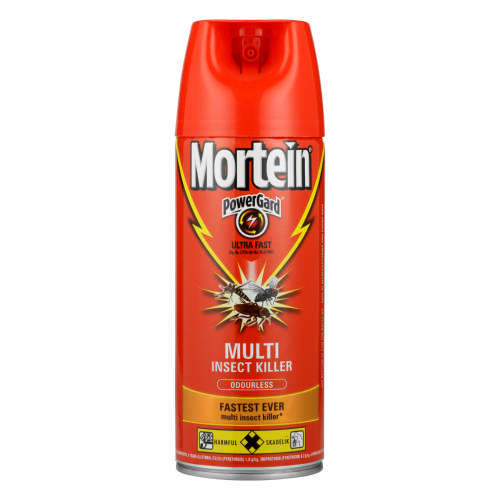 Mortein®
PowerGard
ULTRA FAST
MULTI
INSECT KILLER
ODOURLESS
FASTEST EVER
multi insect killer*
HARMFUL SKADELIK